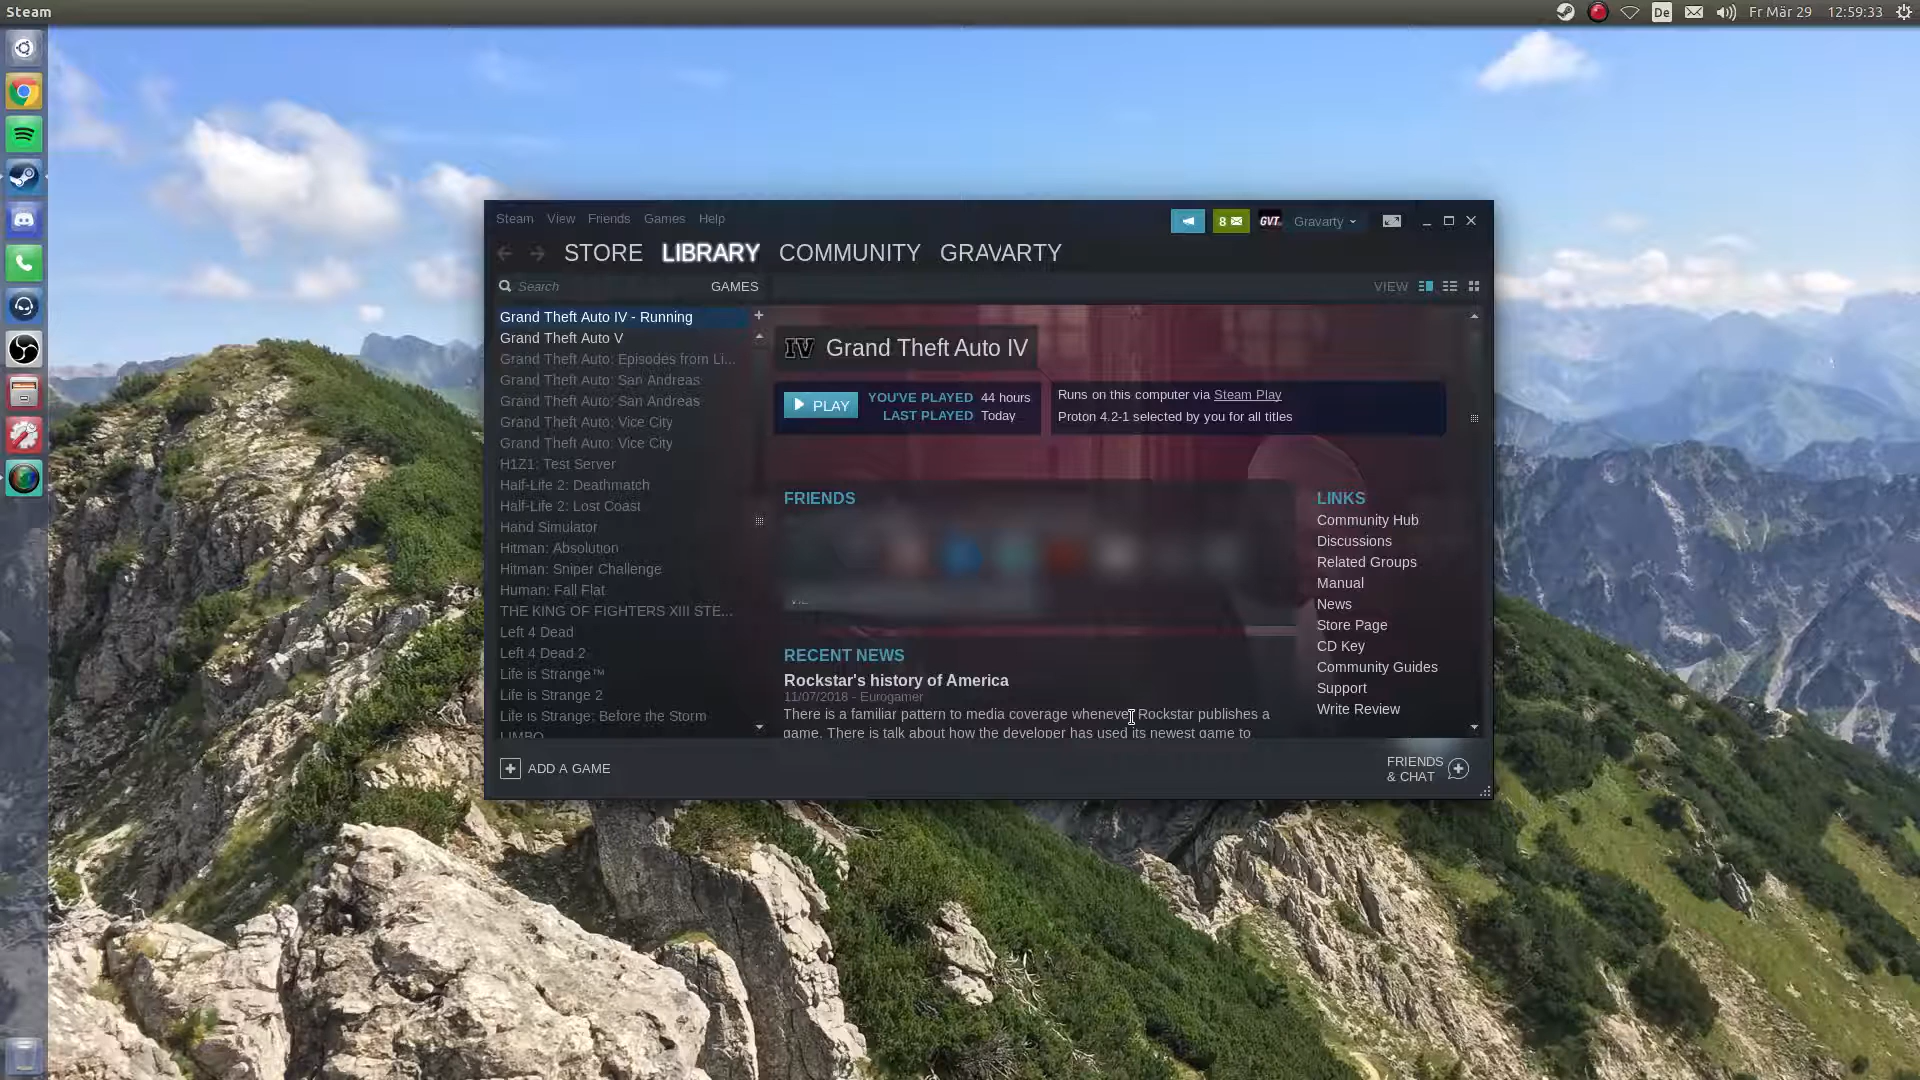 Steam
De
Fr Mär 29
12:59:33
Steam View Friends Games Help
8
GVT
Gravarty
STORE LIBRARY COMMUNITY GRAVARTY
Search
GAMES
VIEW
Grand Theft Auto IV - Running
Grand Theft Auto V
Grand Theft Auto: Episodes from Li...
Grand Theft Auto: San Andreas
Grand Theft Auto: San Andreas
Grand Theft Auto: Vice City
Grand Theft Auto: Vice City
H1Z1: Test Server
Half-Life 2: Deathmatch
Half-Life 2: Lost Coast
Hand Simulator
Hitman: Absolution
Hitman: Sniper Challenge
Human: Fall Flat
THE KING OF FIGHTERS XIII STE...
Left 4 Dead
Left 4 Dead 2
Life is Strange™
Life is Strange 2
Life is Strange: Before the Storm
LIMBO
IV Grand Theft Auto IV
PLAY
YOU'VE PLAYED 44 hours
LAST PLAYED Today
Runs on this computer via Steam Play
Proton 4.2-1 selected by you for all titles
FRIENDS
RECENT NEWS
Rockstar's history of America
11/07/2018 - Eurogamer
There is a familiar pattern to media coverage whenever Rockstar publishes a
game. There is talk about how the developer has used its newest game to
LINKS
Community Hub
Discussions
Related Groups
Manual
News
Store Page
CD Key
Community Guides
Support
Write Review
ADD A GAME
FRIENDS
& CHAT